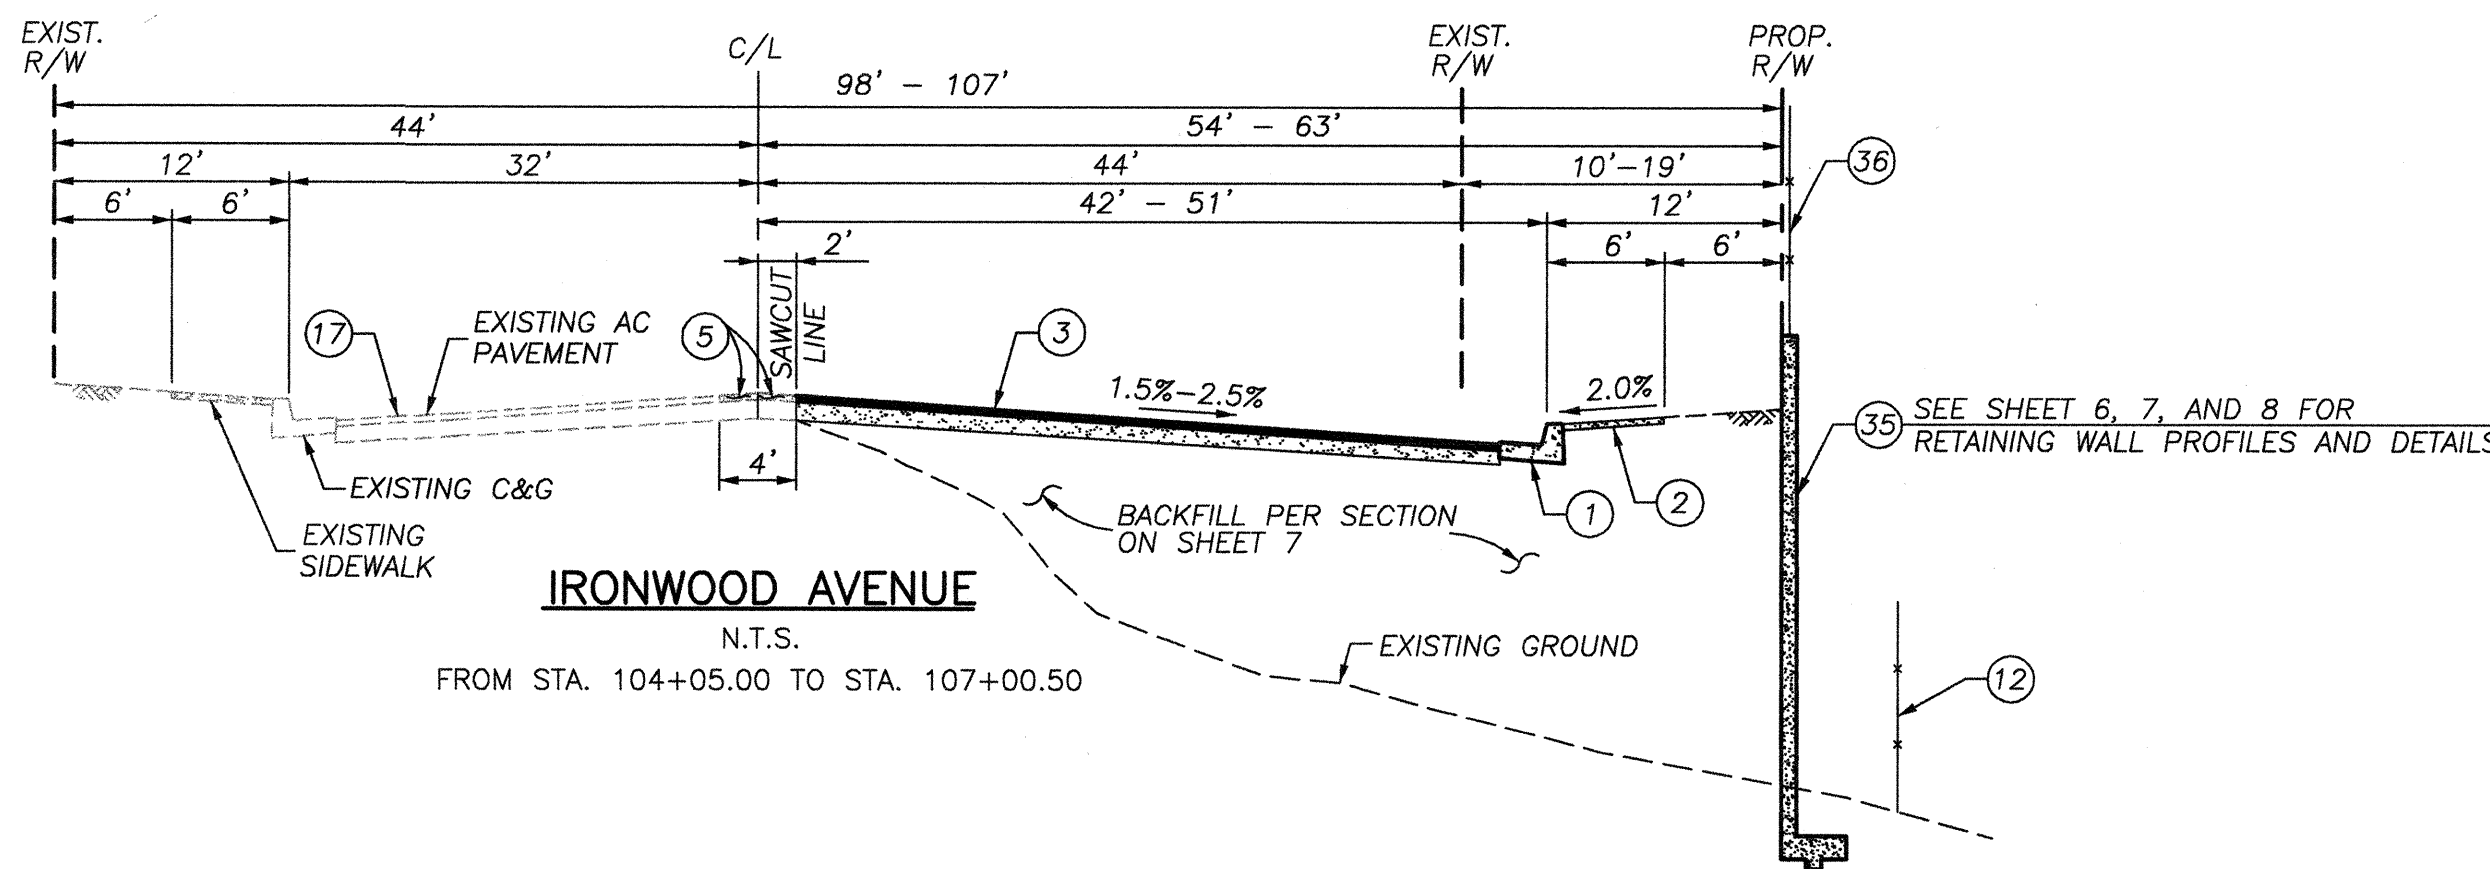 EXIST.
R/W
C/L
EXIST.
R/W
PROP.
R/W
98' - 107'
44'
54' - 63'
12'
32'
44'
10'-19'
36
6'
6'
42' - 51'
12'
2'
6'
6'
SAWCUT
LINE
17
EXISTING AC
PAVEMENT
5
3
1.5%-2.5%
2.0%
35
SEE SHEET 6, 7, AND 8 FOR
RETAINING WALL PROFILES AND DETAILS
4'
EXISTING C&G
EXISTING
SIDEWALK
BACKFILL PER SECTION
ON SHEET 7
1
2
IRONWOOD AVENUE
N.T.S.
FROM STA. 104+05.00 TO STA. 107+00.50
EXISTING GROUND
12